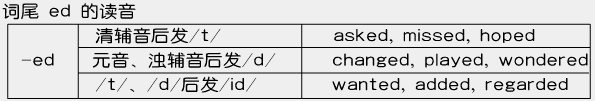 词尾 ed 的读音
清辅音后发/t/ asked, missed, hoped
-ed 元音、浊辅音后发/d/ changed, played, wondered
/t/、/d/后发/id/ wanted, added, regarded